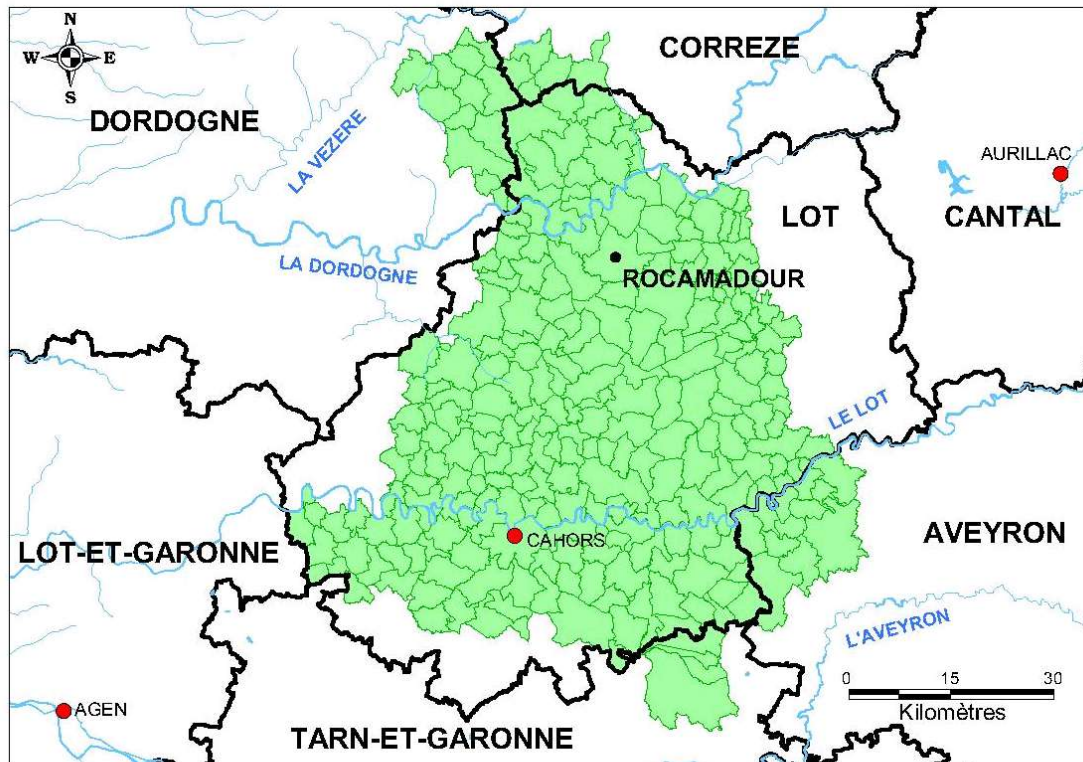 N
W E
S
CORREZE
DORDOGNE
LA VEZERE
AURILLAC
LOT
CANTAL
LA DORDOGNE
ROCAMADOUR
LE LOT
CAHORS
LOT-ET-GARONNE
AVEYRON
L'AVEYRON
0 15 30
Kilomètres
AGEN
TARN-ET-GARONNE